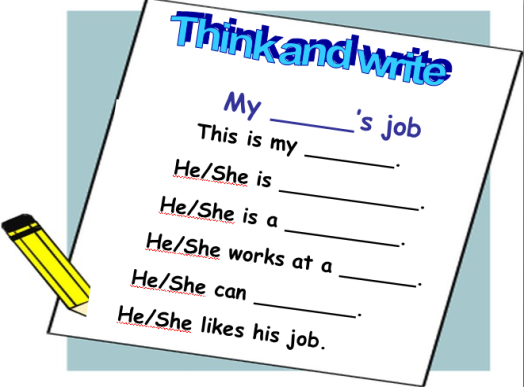 Think and write
My ______'s job
This is my ________.
He/She is ____________.
He/She is a __________.
He/She works at a _______.
He/She can _________.
He/She likes his job.